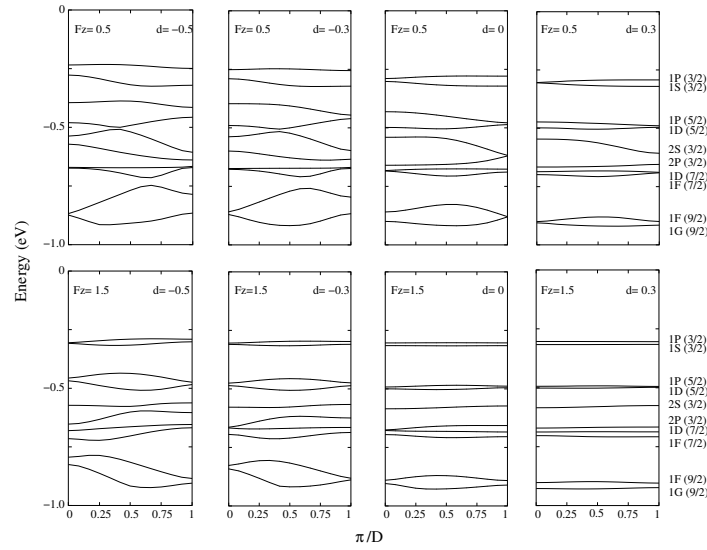 0
Fz= 0.5 d= −0.5
Fz= 0.5 d= −0.3
Fz= 0.5 d= 0
Fz= 0.5 d= 0.3
1P (3/2)
1S (3/2)
1P (5/2)
1D (5/2)
−0.5
2S (3/2)
2P (3/2)
1D (7/2)
1F (7/2)
1F (9/2)
1G (9/2)
−1.0
Energy (eV)
0
Fz= 1.5 d= −0.5
Fz=1.5 d= −0.3
Fz=1.5 d= 0
Fz=1.5 d= 0.3
1P (3/2)
1S (3/2)
1P (5/2)
1D (5/2)
−0.5
2S (3/2)
2P (3/2)
1D (7/2)
1F (7/2)
1F (9/2)
1G (9/2)
−1.0
0 0.25 0.5 0.75 1 0 0.25 0.5 0.75 1 0 0.25 0.5 0.75 1 0 0.25 0.5 0.75 1
π/D